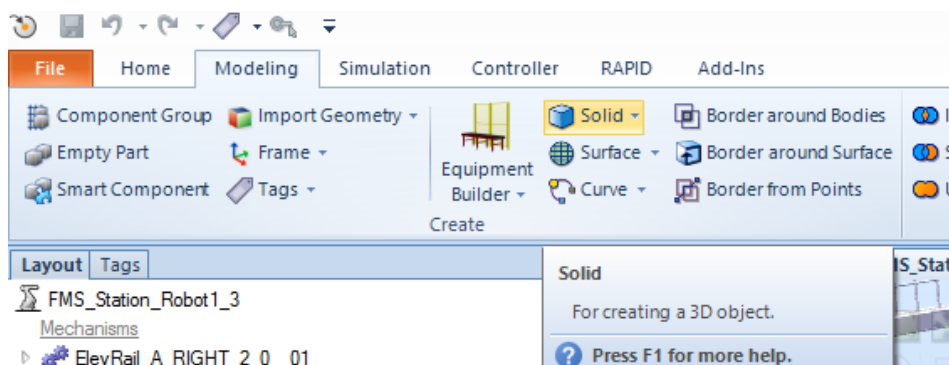 File Home Modeling Simulation Controller RAPID Add-Ins
Component Group Import Geometry Solid Border around Bodies
Empty Part Frame Equipment Builder Surface Border around Surface
Smart Component Tags Curve Border from Points
Create
Layout Tags
FMS_Station_Robot1_3
Mechanisms
ElevRail_A_RIGHT_2_0__01
Solid
For creating a 3D object.
Press F1 for more help.